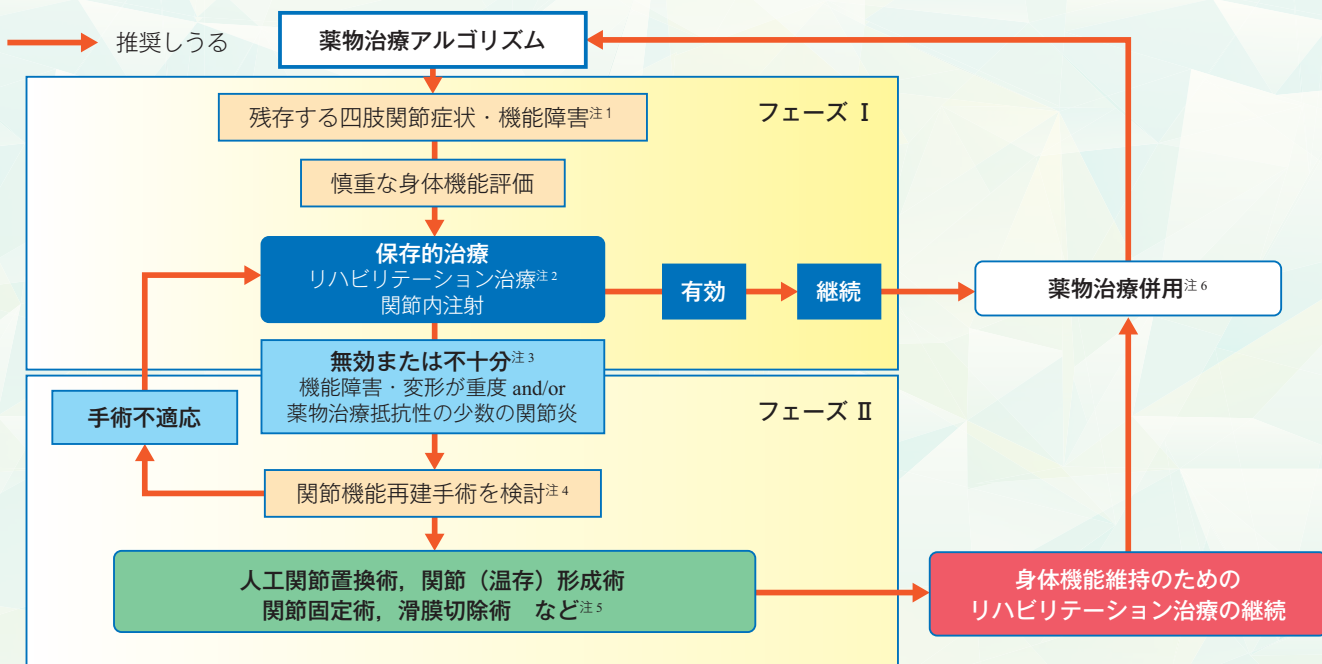 推奨しうる
薬物治療アルゴリズム
フェーズ Ⅰ
残存する四肢関節症状・機能障害注1
慎重な身体機能評価
保存的治療
リハビリテーション治療注2
関節内注射
有効
継続
薬物治療併用注6
無効または不十分注3
機能障害・変形が重度 and/or
薬物治療抵抗性の少数の関節炎
フェーズ Ⅱ
手術不適応
関節機能再建手術を検討注4
人工関節置換術，関節（温存）形成術
関節固定術，滑膜切除術　など注5
身体機能維持のための
リハビリテーション治療の継続